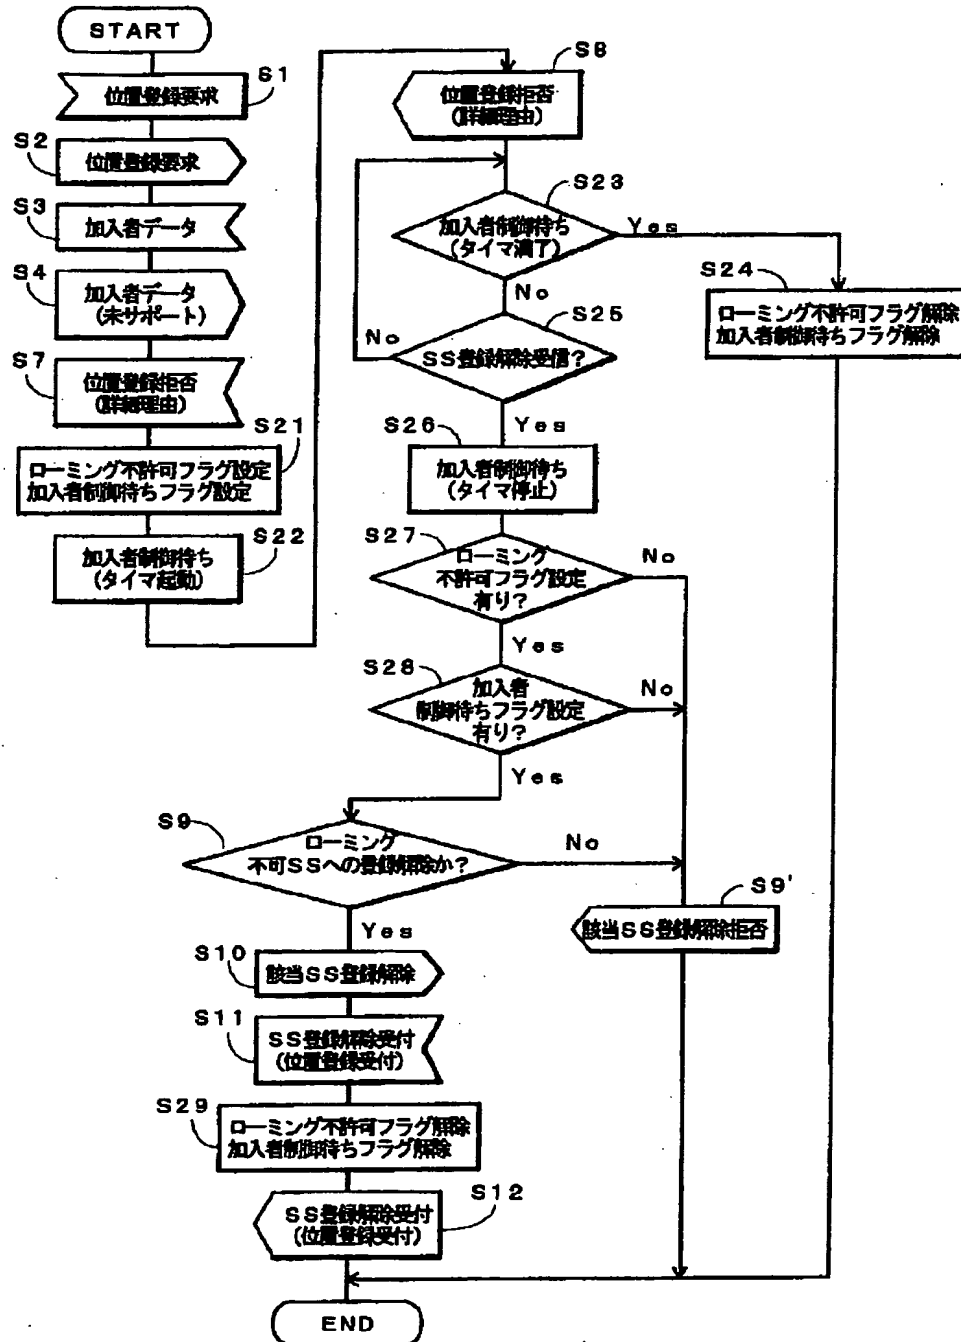 START
S1
位置登録要求
S2
位置登録要求
S3
加入者データ
S4
加入者データ
(未サポート)
S7
位置登録拒否
(詳細理由)
S21
ローミング不許可フラグ設定
加入者制御待ちフラグ設定
S22
加入者制御待ち
(タイマ起動)
S8
位置登録拒否
(詳細理由)
S23
加入者制御待ち
(タイマ満了)
Yes
No
S24
ローミング不許可フラグ解除
加入者制御待ちフラグ解除
S25
No
SS登録解除受信?
Yes
S26
加入者制御待ち
(タイマ停止)
S27
ローミング
不許可フラグ設定
有り?
No
Yes
S28
加入者
制御待ちフラグ設定
有り?
No
Yes
S9
ローミング
不可SSへの登録解除か?
No
Yes
S9'
該当SS登録解除拒否
S10
該当SS登録解除
S11
SS登録解除受付
(位置登録受付)
S29
ローミング不許可フラグ解除
加入者制御待ちフラグ解除
S12
SS登録解除受付
(位置登録受付)
END